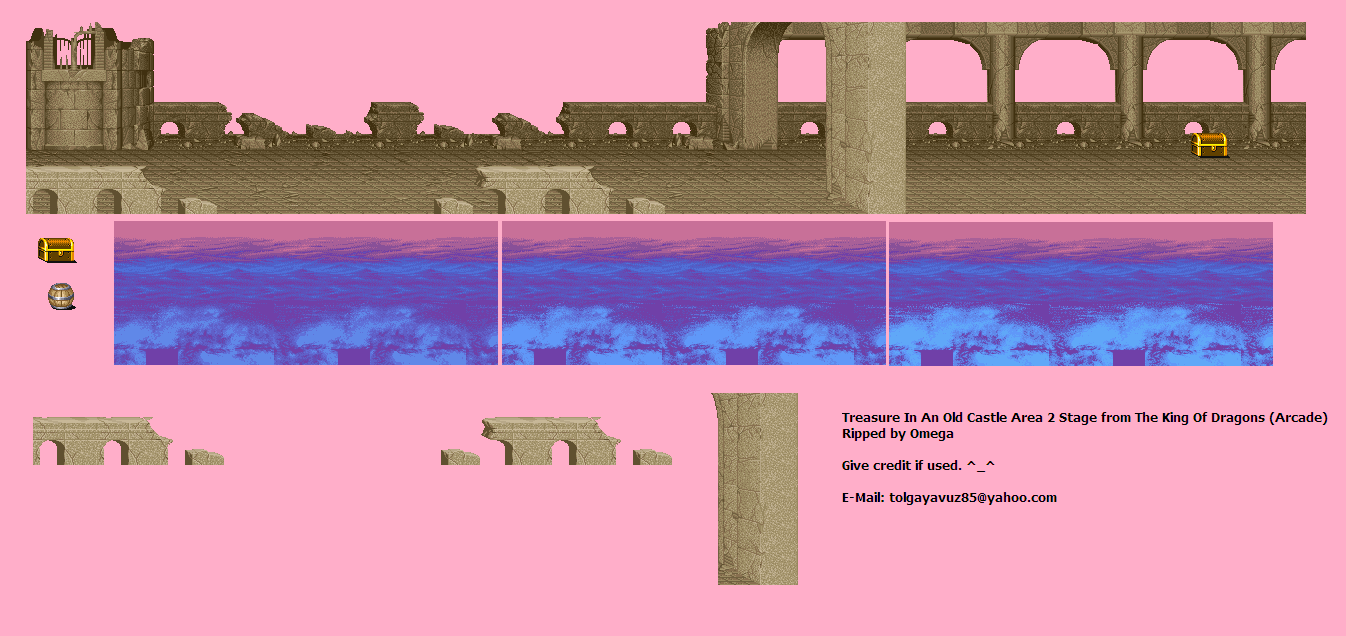 Treasure In An Old Castle Area 2 Stage from The King Of Dragons (Arcade)
Ripped by Omega
Give credit if used. ^_^
E-Mail: tolgayavuz85@yahoo.com